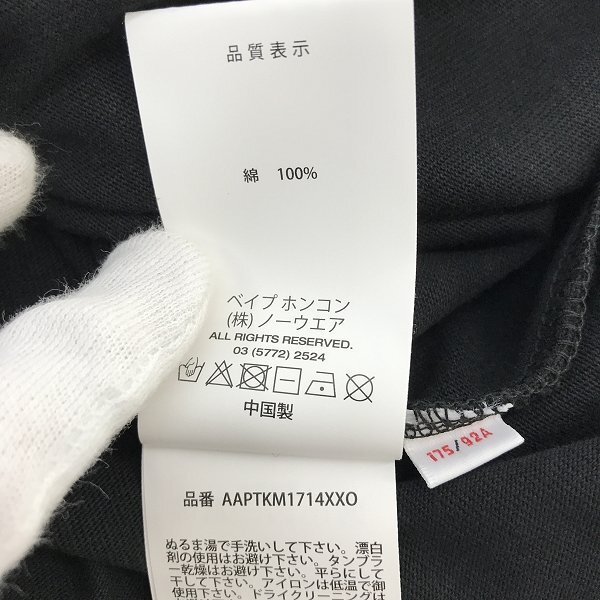 品質表示
綿 100%
ベイプ ホンコン
(株) ノーウエア
ALL RIGHTS RESERVED.
03 (5772) 2524
中国製
175/92A
品番 AAPTKM1714XXO
ぬるま湯で手洗いして下さい。漂白
剤の使用はお避け下さい。タンブラ
ー乾燥はお避け下さい。平らにして
干して下さい。アイロンは低温で御
使用下さい。ドライクリーニングは